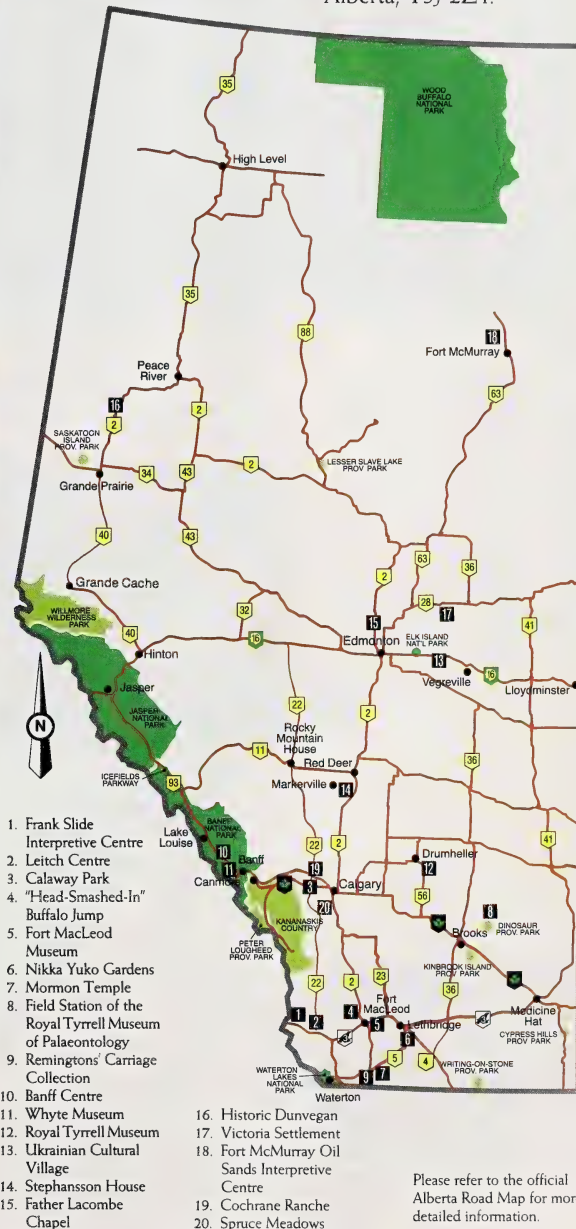 Alberta, T5J 2Z4.
WOOD
BUFFALO
NATIONAL
PARK
35
High Level
35
88
18
Fort McMurray
63
Peace
River
16
2
2
SASKATOON
ISLAND
PROV. PARK
LESSER SLAVE LAKE
PROV. PARK
Grande Prairie
34
43
2
40
43
63
36
2
Grande Cache
28
17
32
15
41
WILLMORE
WILDERNESS
PARK
40
16
Edmonton
ELK ISLAND
NAT'L PARK
13
Hinton
Vegreville
16
Lloydminster
Jasper
22
2
N
JASPER
NATIONAL
PARK
Rocky
Mountain
House
11
Red Deer
36
Markerville
14
ICEFIELDS
PARKWAY
93
BANFF
NATIONAL
PARK
Lake
Louise
10
22
2
Drumheller
12
41
11
Banff
19
Canmore
3
Calgary
56
20
8
DINOSAUR
PROV. PARK
KANANASKIS
COUNTRY
Brooks
PETER
LOUGHEED
PROV. PARK
KINBROOK ISLAND
PROV. PARK
22
2
23
36
Fort
MacLeod
Medicine
Hat
1
2
4
5
Lethbridge
6
3
3
CYPRESS HILLS
PROV PARK
WATERTON
LAKES
NATIONAL
PARK
5
4
WRITING-ON-STONE
PROV PARK
9
7
Waterton
1. Frank Slide
Interpretive Centre
2. Leitch Centre
3. Calaway Park
4. "Head-Smashed-In"
Buffalo Jump
5. Fort MacLeod
Museum
6. Nikka Yuko Gardens
7. Mormon Temple
8. Field Station of the
Royal Tyrrell Museum
of Palaeontology
9. Remingtons' Carriage
Collection
10. Banff Centre
11. Whyte Museum
12. Royal Tyrrell Museum
13. Ukrainian Cultural
Village
14. Stephansson House
15. Father Lacombe
Chapel
16. Historic Dunvegan
17. Victoria Settlement
18. Fort McMurray Oil
Sands Interpretive
Centre
19. Cochrane Ranche
20. Spruce Meadows
Please refer to the official
Alberta Road Map for mor
detailed information.